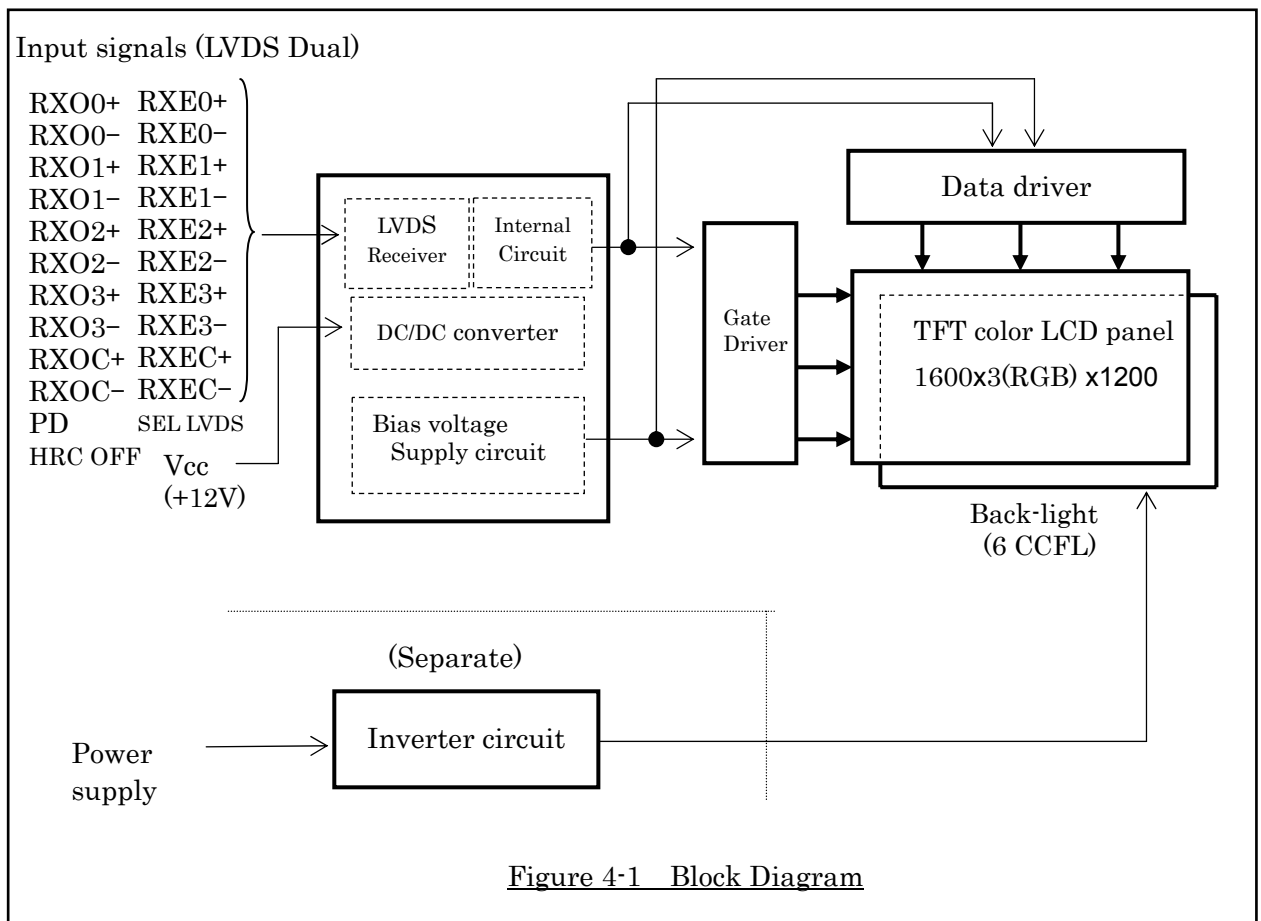 Input signals (LVDS Dual)
RXO0+ RXE0+
RXO0− RXE0−
RXO1+ RXE1+
RXO1− RXE1−
RXO2+ RXE2+
RXO2− RXE2−
RXO3+ RXE3+
RXO3− RXE3−
RXOC+ RXEC+
RXOC− RXEC−
PD SEL LVDS
HRC OFF Vcc
(+12V)
LVDS
Receiver
Internal
Circuit
DC/DC converter
Bias voltage
Supply circuit
Gate
Driver
Data driver
TFT color LCD panel
1600x3(RGB) x1200
Back-light
(6 CCFL)
(Separate)
Inverter circuit
Power
supply
Figure 4-1 Block Diagram